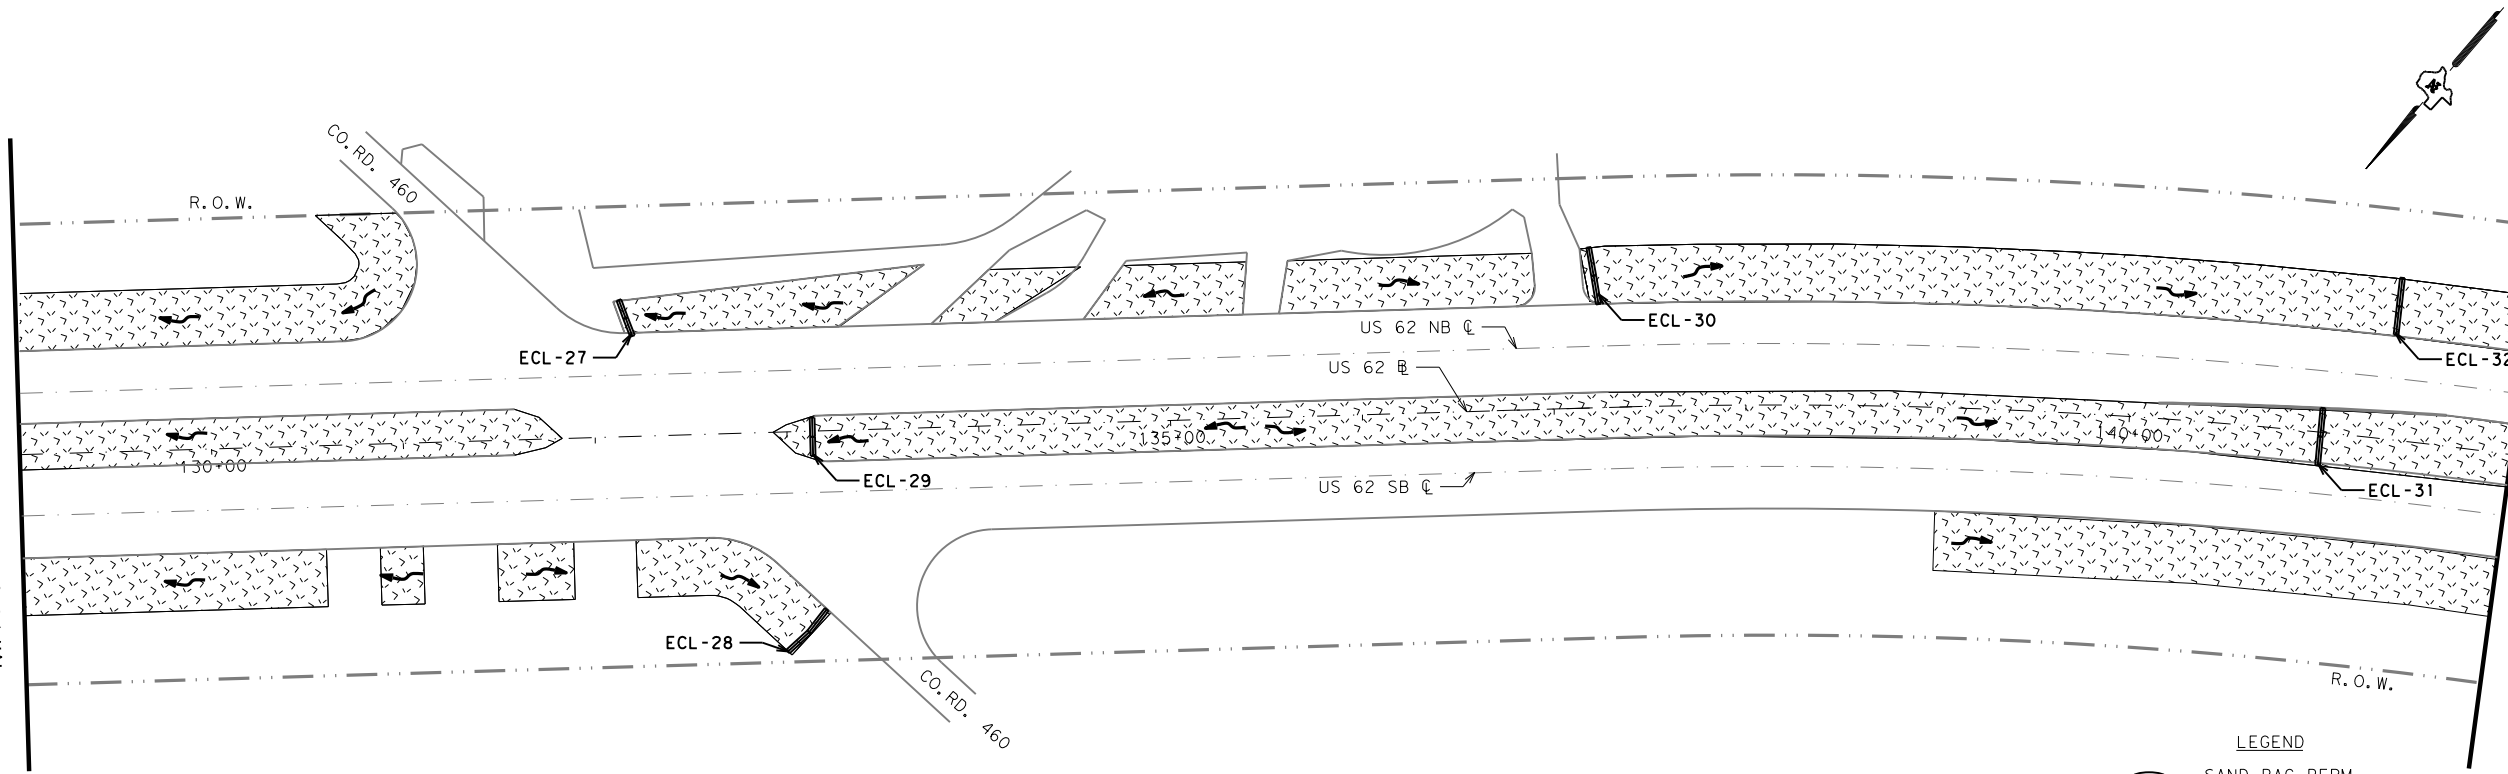 CO. RD. 460
R.O.W.
ECL-30
US 62 NB ℄
ECL-27
ECL-32
US 62 ℄
135+00
140+00
130+00
ECL-29
US 62 SB ℄
ECL-31
ECL-28
R.O.W.
CO. RD. 460
LEGEND
SAND BAG BERM